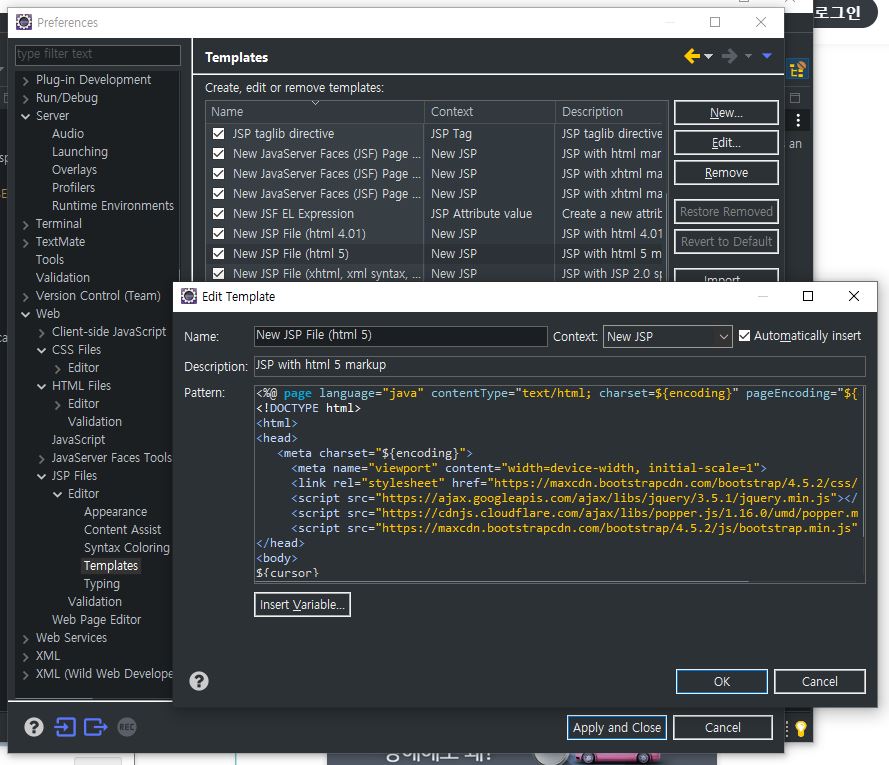 로그인
Preferences
type filter text
Plug-in Development
Run/Debug
Server
Audio
Launching
Overlays
Profilers
Runtime Environments
Terminal
TextMate
Tools
Validation
Version Control (Team)
Web
Client-side JavaScript
CSS Files
Editor
HTML Files
Editor
Validation
JavaScript
JavaServer Faces Tools
JSP Files
Editor
Appearance
Content Assist
Syntax Coloring
Templates
Typing
Validation
Web Page Editor
Web Services
XML
XML (Wild Web Develope
Templates
Create, edit or remove templates:
Name Context Description
JSP taglib directive JSP Tag JSP taglib directive
New JavaServer Faces (JSF) Page ... New JSP JSP with html mar
New JavaServer Faces (JSF) Page ... New JSP JSP with xhtml ma
New JavaServer Faces (JSF) Page ... New JSP JSP with xhtml ma
New JSF EL Expression JSP Attribute value Create a new attrib
New JSP File (html 4.01) New JSP JSP with html 4.01
New JSP File (html 5) New JSP JSP with html 5 m
New JSP File (xhtml, xml syntax, ... New JSP JSP with JSP 2.0 sp
New...
Edit...
Remove
Restore Removed
Revert to Default
Import...
an
Edit Template
Name: New JSP File (html 5) Context: New JSP Automatically insert
Description: JSP with html 5 markup
Pattern:
<%@ page language="java" contentType="text/html; charset=${encoding}" pageEncoding="${
<!DOCTYPE html>
<html>
<head>
<meta charset="${encoding}">
<meta name="viewport" content="width=device-width, initial-scale=1">
<link rel="stylesheet" href="https://maxcdn.bootstrapcdn.com/bootstrap/4.5.2/css/
<script src="https://ajax.googleapis.com/ajax/libs/jquery/3.5.1/jquery.min.js"></
<script src="https://cdnjs.cloudflare.com/ajax/libs/popper.js/1.16.0/umd/popper.m
<script src="https://maxcdn.bootstrapcdn.com/bootstrap/4.5.2/js/bootstrap.min.js"
</head>
<body>
${cursor}
Insert Variable...
OK Cancel
REC
Apply and Close Cancel